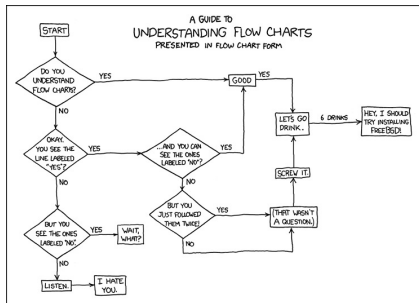 A GUIDE TO
UNDERSTANDING FLOW CHARTS
PRESENTED IN FLOW CHART FORM
START
DO YOU
UNDERSTAND
FLOW CHARTS?
YES
GOOD
YES
LET'S GO
DRINK.
6 DRINKS
HEY, I SHOULD
TRY INSTALLING
FREEBSD!
NO
OKAY.
YOU SEE THE
LINE LABELED
"YES"?
YES
...AND YOU CAN
SEE THE ONES
LABELED "NO"?
YES
NO
BUT YOU
JUST FOLLOWED
THEM TWICE!
YES
NO
(THAT WASN'T
A QUESTION.)
SCREW IT.
NO
BUT YOU
SEE THE ONES
LABELED "NO".
YES
WAIT,
WHAT?
NO
LISTEN.
I HATE
YOU.